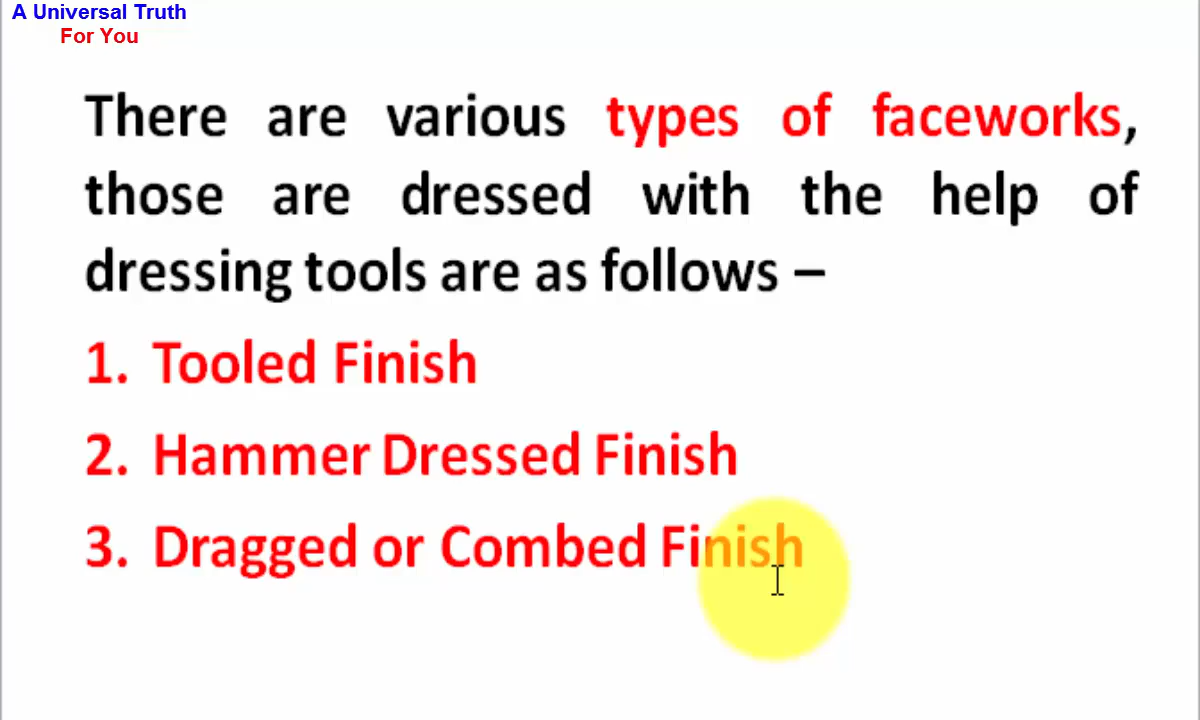 A Universal Truth
For You
There are various types of faceworks,
those are dressed with the help of
dressing tools are as follows –
1. Tooled Finish
2. Hammer Dressed Finish
3. Dragged or Combed Finish